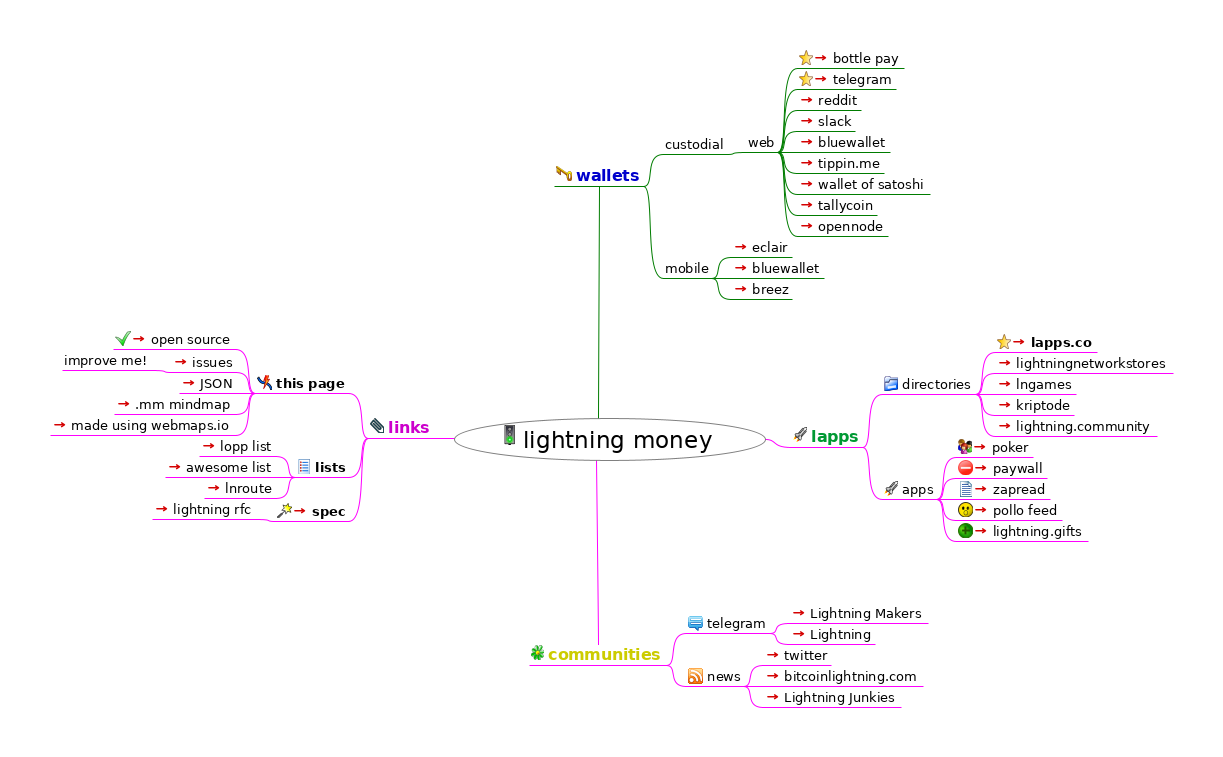 lightning money
wallets
custodial
web
bottle pay
telegram
reddit
slack
bluewallet
tippin.me
wallet of satoshi
tallycoin
opennode
mobile
eclair
bluewallet
breez
lapps
directories
lapps.co
lightningnetworkstores
lngames
kriptode
lightning.community
apps
poker
paywall
zapread
pollo feed
lightning.gifts
communities
telegram
Lightning Makers
Lightning
news
twitter
bitcoinlightning.com
Lightning Junkies
links
this page
open source
issues
improve me!
JSON
.mm mindmap
made using webmaps.io
lists
lopp list
awesome list
lnroute
spec
lightning rfc